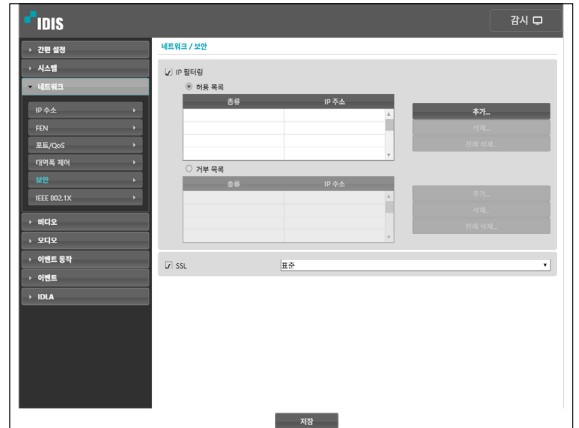 IDIS
감시
간편 설정
시스템
네트워크
IP 주소
FEN
포트/QoS
대역폭 제어
보안
IEEE 802.1X
비디오
오디오
이벤트 동작
이벤트
IDLA
네트워크 / 보안
IP 필터링
허용 목록
종류 IP 주소
추가...
삭제...
전체 삭제...
거부 목록
종류 IP 주소
추가...
삭제...
전체 삭제...
SSL 표준
저장